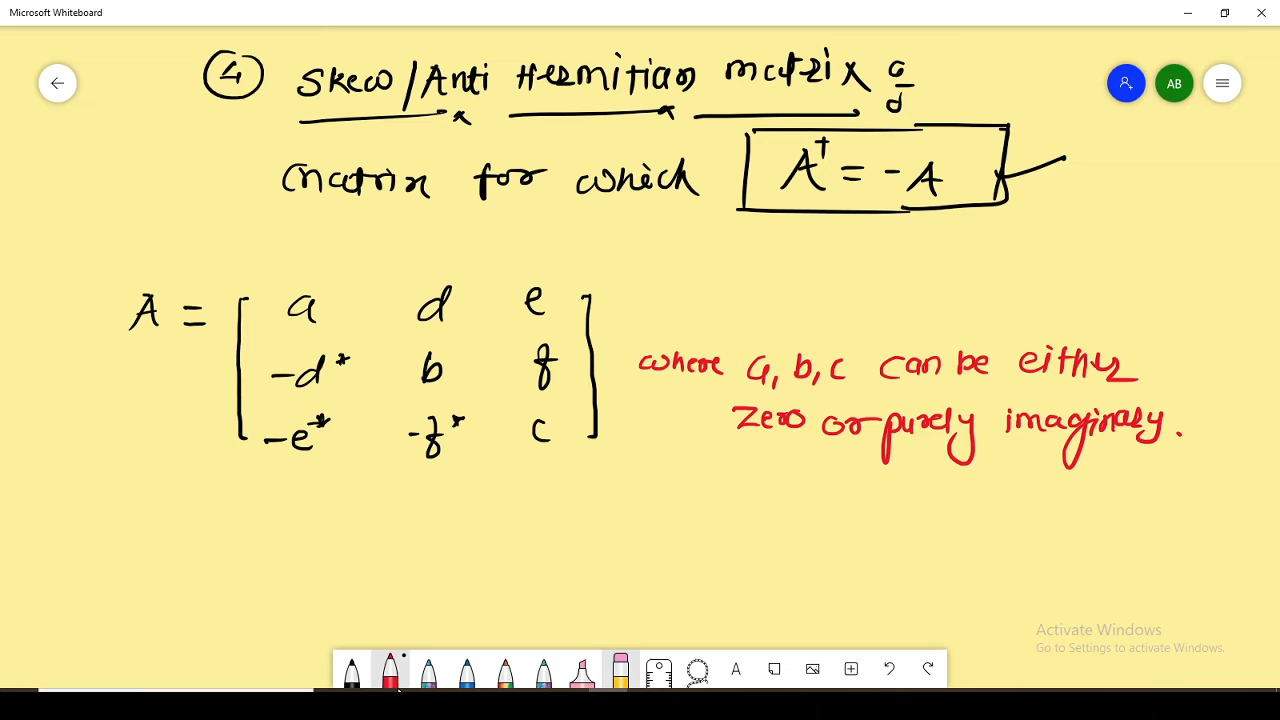 Microsoft Whiteboard
④ Skew/Anti Hermitian matrix
AB
matrix for which A† = -A
A = [ a d e
-d* b f
-e* -f* c ]
where a, b, c can be either
zero or purely imaginary.
Activate Windows
Go to Settings to activate Windows.
A